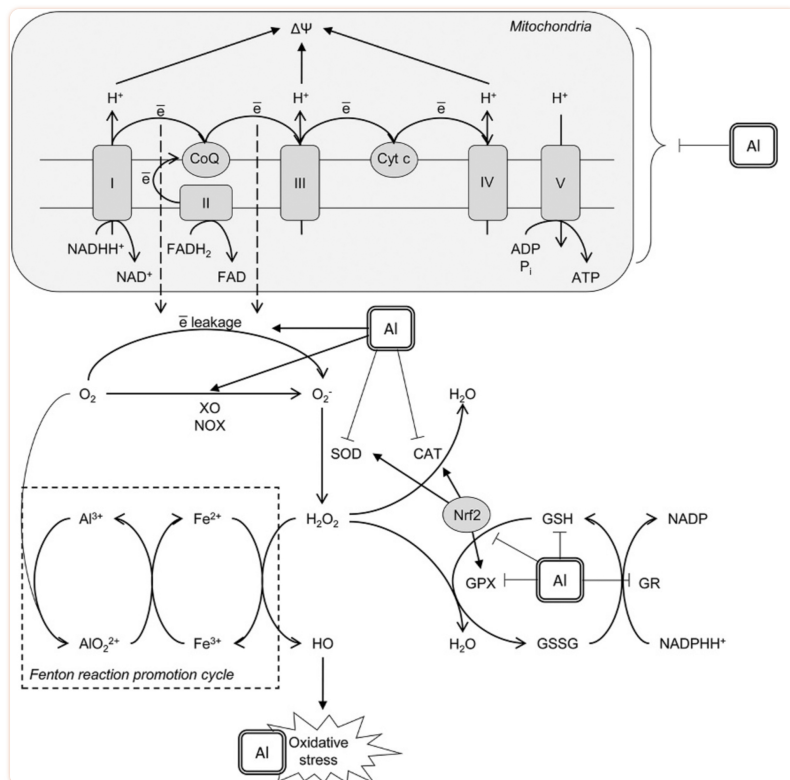 Mitochondria
ΔΨ
H⁺ H⁺ H⁺ H⁺
e̅ e̅ e̅ e̅
CoQ Cyt c
Al
I III IV V
e̅
II
NADHH⁺ FADH₂ ADP
NAD⁺ FAD Pᵢ ATP
e̅ leakage
Al
O₂ O₂⁻ H₂O
XO
NOX
SOD CAT
Al³⁺ Fe²⁺ H₂O₂ Nrf2 GSH NADP
GPX Al GR
AlO₂²⁺ Fe³⁺ HO H₂O GSSG NADPHH⁺
Fenton reaction promotion cycle
Al
Oxidative
stress